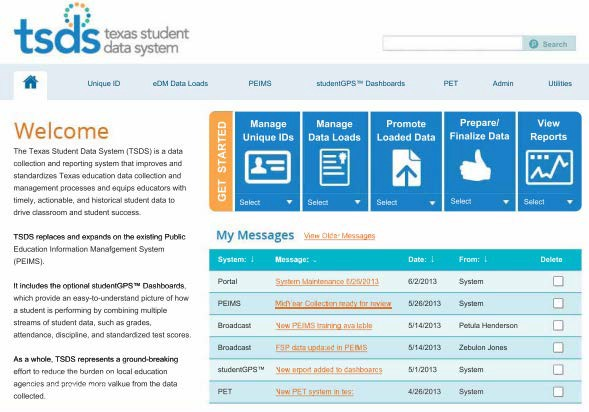 tsds texas student
data system
Search
Unique ID eDM Data Loads PEIMS studentGPS™ Dashboards PET Admin Utilities
Welcome
The Texas Student Data System (TSDS) is a data
collection and reporting system that improves and
standardizes Texas education data collection and
management processes and equips educators with
timely, actionable, and historical student data to
drive classroom and student success.
TSDS replaces and expands on the existing Public
Education Information Manafgement System
(PEIMS).
It includes the optional studentGPS™ Dashboards,
which provide an easy-to-understand picture of how
a student is performing by combining multiple
streams of student data, such as grades,
attendance, discipline, and standardized test scores.
As a whole, TSDS represents a ground-breaking
effort to reduce the burden on local education
agencies and provide more valkue from the data
collected.
GET STARTED
Manage
Unique IDs
Select
Manage
Data Loads
Select
Promote
Loaded Data
Select
Prepare/
Finalize Data
Select
View
Reports
Select
My Messages View Older Messages
System: ↓ Message: Date: ↓ From: ↓ Delete
Portal System Maintenance 6/26/2013 6/2/2013 System
PEIMS MidYear Collection ready for review 5/26/2013 System
Broadcast New PEIMS training available 5/14/2013 Petula Henderson
Broadcast FSP data updated in PEIMS 5/14/2013 Zebulon Jones
studentGPS™ New report added to dashboards 5/1/2013 System
PET New PET system in test 4/26/2013 System